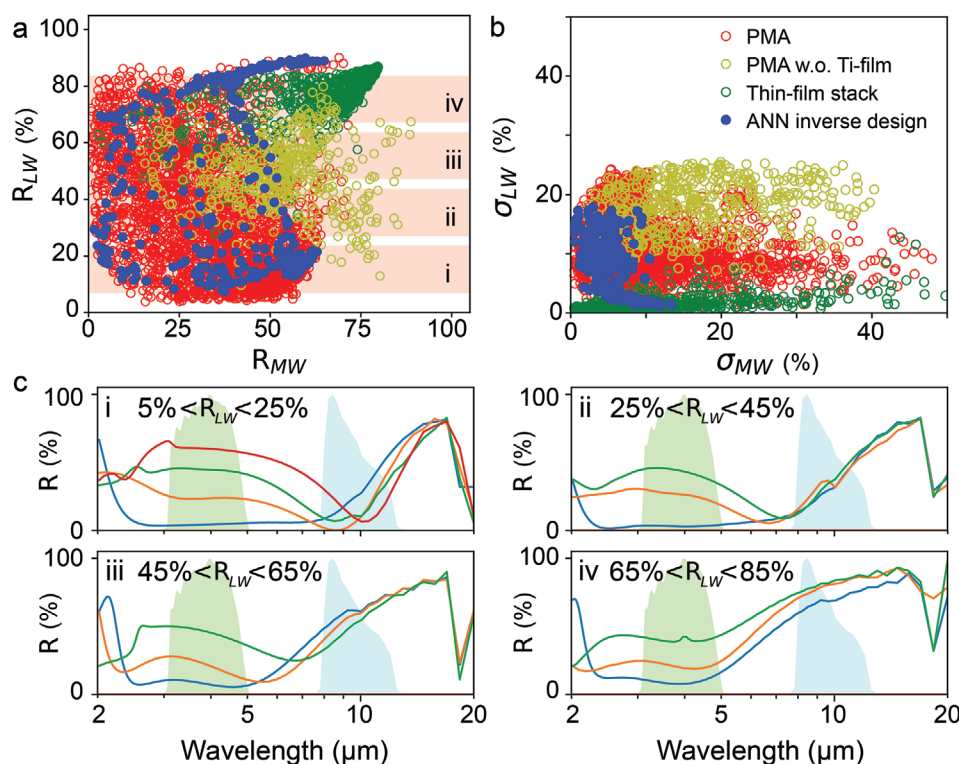 a
R_LW (%)
100
80
60
40
20
0
iv
iii
ii
i
0 25 50 75 100
R_MW
b
σ_LW (%)
40
20
0
PMA
PMA w.o. Ti-film
Thin-film stack
ANN inverse design
0 20 40
σ_MW (%)
c
R (%)
100
0
i 5%<R_LW<25%
R (%)
100
0
ii 25%<R_LW<45%
R (%)
100
0
iii 45%<R_LW<65%
2 5 10 20
Wavelength (μm)
R (%)
100
0
iv 65%<R_LW<85%
2 5 10 20
Wavelength (μm)